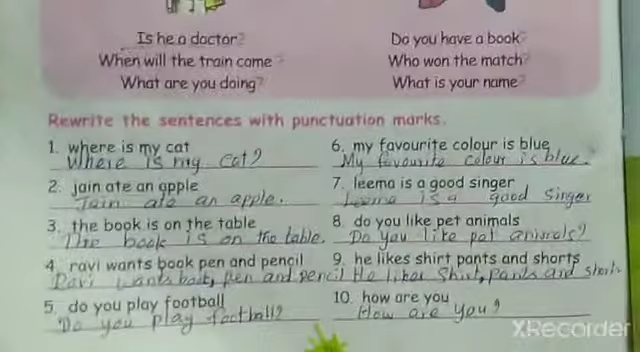 Is he a doctor?
Do you have a book?
When will the train come?
Who won the match?
What are you doing?
What is your name?
Rewrite the sentences with punctuation marks.
1. where is my cat
Where is my cat?
2. jain ate an apple
Jain ate an apple.
3. the book is on the table
The book is on the table.
4. ravi wants book pen and pencil
Ravi wants book, pen and pencil
5. do you play football
Do you play football?
6. my favourite colour is blue
My favourite colour is blue.
7. leema is a good singer
Leema is a good singer
8. do you like pet animals
Do you like pet animals?
9. he likes shirt pants and shorts
He likes shirt, pants and shorts
10. how are you
How are you?
XRecorder